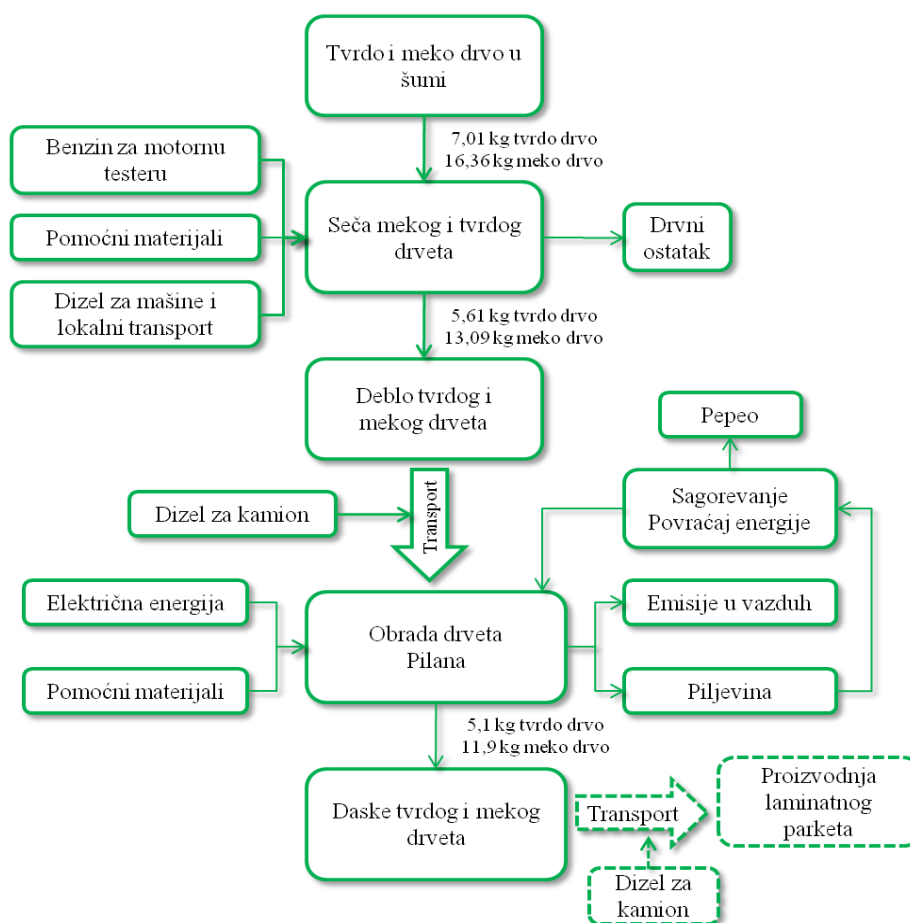 Tvrdo i meko drvo u
šumi
7,01 kg tvrdo drvo
16,36 kg meko drvo
Benzin za motornu
testeru
Pomoćni materijali
Dizel za mašine i
lokalni transport
Seča mekog i tvrdog
drveta
Drvni
ostatak
5,61 kg tvrdo drvo
13,09 kg meko drvo
Deblo tvrdog i
mekog drveta
Pepeo
Sagorevanje
Povraćaj energije
Dizel za kamion
Transport
Električna energija
Pomoćni materijali
Obrada drveta
Pilana
Emisije u vazduh
Piljevina
5,1 kg tvrdo drvo
11,9 kg meko drvo
Daske tvrdog i mekog
drveta
Transport
Proizvodnja
laminatnog
parketa
Dizel za
kamion